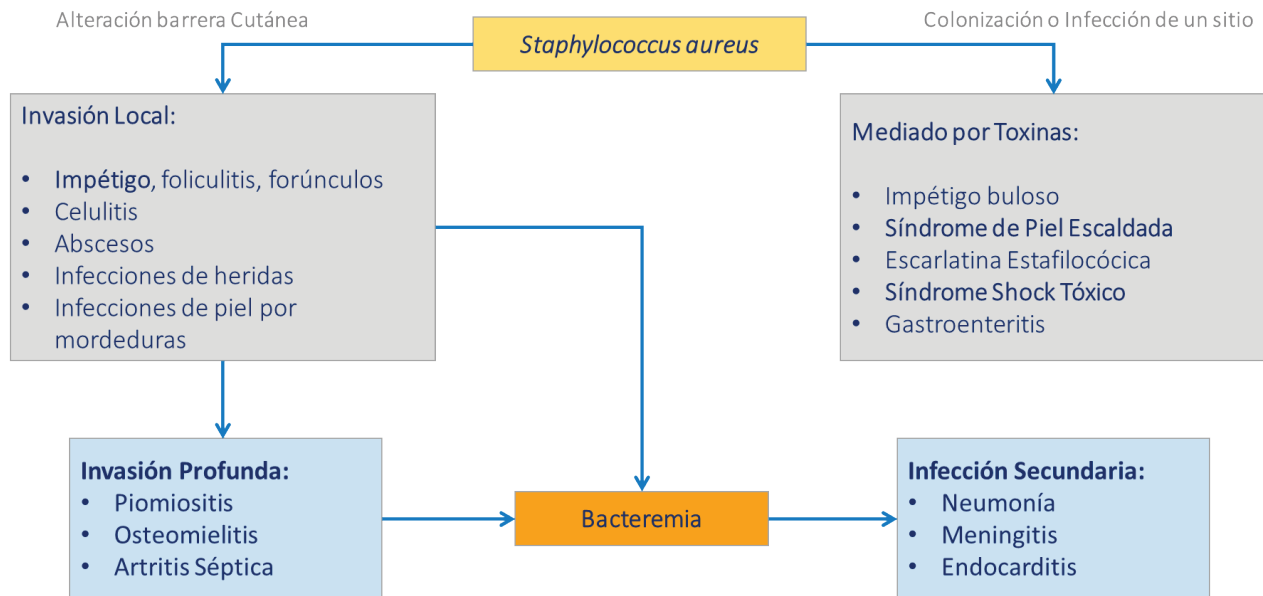 Alteración barrera Cutánea
Colonización o Infección de un sitio
Staphylococcus aureus
Invasión Local:
• Impétigo, foliculitis, forúnculos
• Celulitis
• Abscesos
• Infecciones de heridas
• Infecciones de piel por
mordeduras
Mediado por Toxinas:
• Impétigo buloso
• Síndrome de Piel Escaldada
• Escarlatina Estafilocócica
• Síndrome Shock Tóxico
• Gastroenteritis
Invasión Profunda:
• Piomiositis
• Osteomielitis
• Artritis Séptica
Bacteremia
Infección Secundaria:
• Neumonía
• Meningitis
• Endocarditis